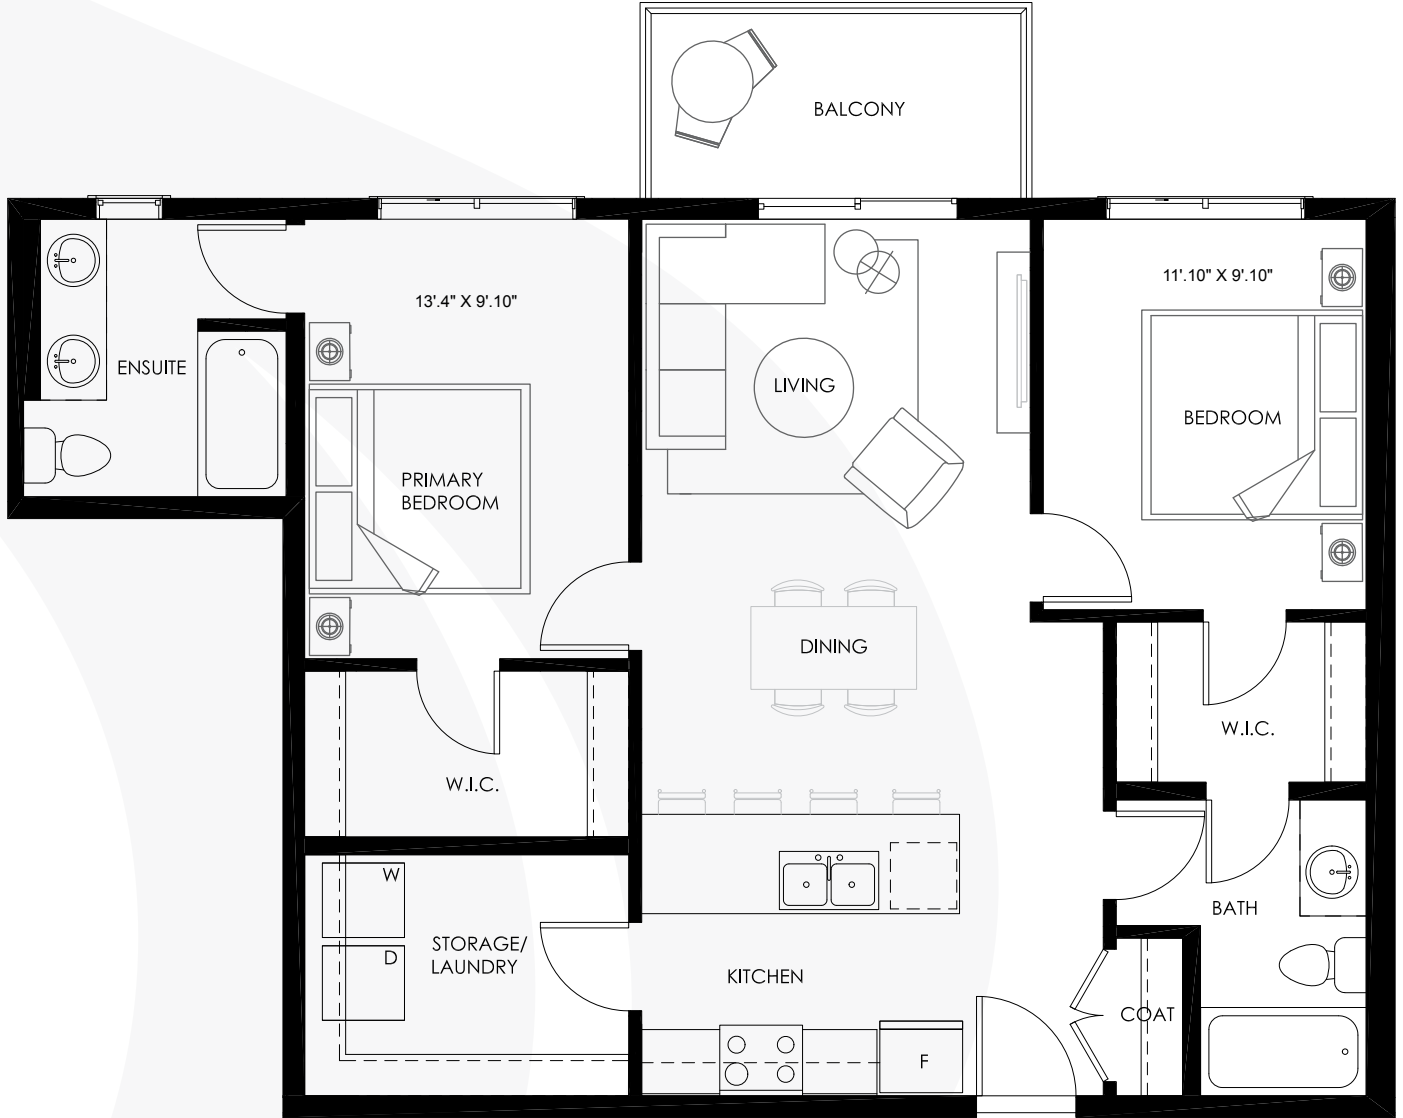 BALCONY
13'.4" X 9'.10"
11'.10" X 9'.10"
ENSUITE
LIVING
BEDROOM
PRIMARY
BEDROOM
DINING
W.I.C.
W.I.C.
W
BATH
STORAGE/
LAUNDRY
D
KITCHEN
COAT
F